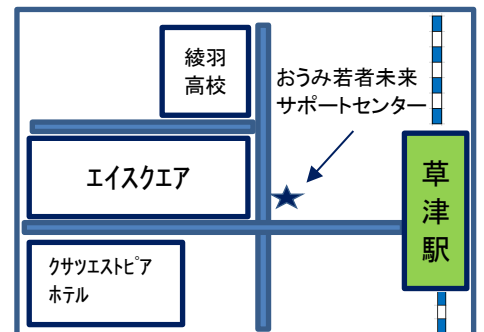 綾羽
高校
おうみ若者未来
サポートセンター
エイスクエア
草津駅
クサツエストピア
ホテル